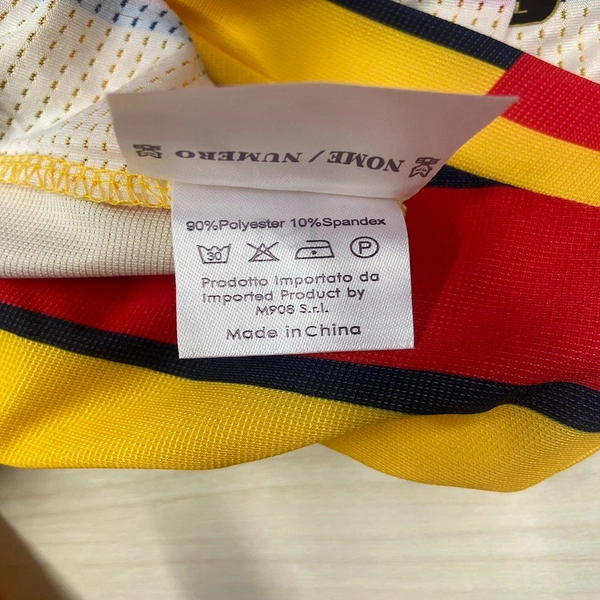 NOME / NUMERO
90%Polyester 10%Spandex
30 P
Prodotto Importato da
Imported Product by
M908 S.r.l.
Made in China
L